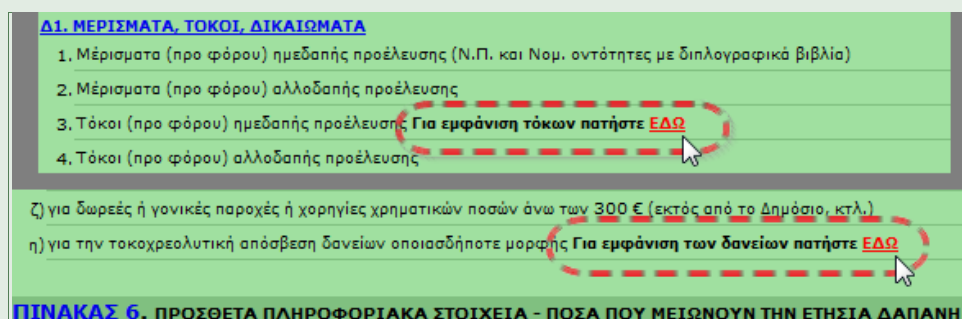 Δ1. ΜΕΡΙΣΜΑΤΑ, ΤΟΚΟΙ, ΔΙΚΑΙΩΜΑΤΑ
1. Μέρισματα (προ φόρου) ημεδαπής προέλευσης (Ν.Π. και Νομ. οντότητες με διπλογραφικά βιβλία)
2. Μέρισματα (προ φόρου) αλλοδαπής προέλευσης
3. Τόκοι (προ φόρου) ημεδαπής προέλευσης Για εμφάνιση τόκων πατήστε ΕΔΩ
4. Τόκοι (προ φόρου) αλλοδαπής προέλευσης
ζ) για δωρεές ή γονικές παροχές ή χορηγίες χρηματικών ποσών άνω των 300 € (εκτός από το Δημόσιο, κτλ.)
η) για την τοκοχρεολυτική απόσβεση δανείων οποιασδήποτε μορφής Για εμφάνιση των δανείων πατήστε ΕΔΩ
ΠΙΝΑΚΑΣ 6. ΠΡΟΣΘΕΤΑ ΠΛΗΡΟΦΟΡΙΑΚΑ ΣΤΟΙΧΕΙΑ - ΠΟΣΑ ΠΟΥ ΜΕΙΩΝΟΥΝ ΤΗΝ ΕΤΗΣΙΑ ΔΑΠΑΝΗ